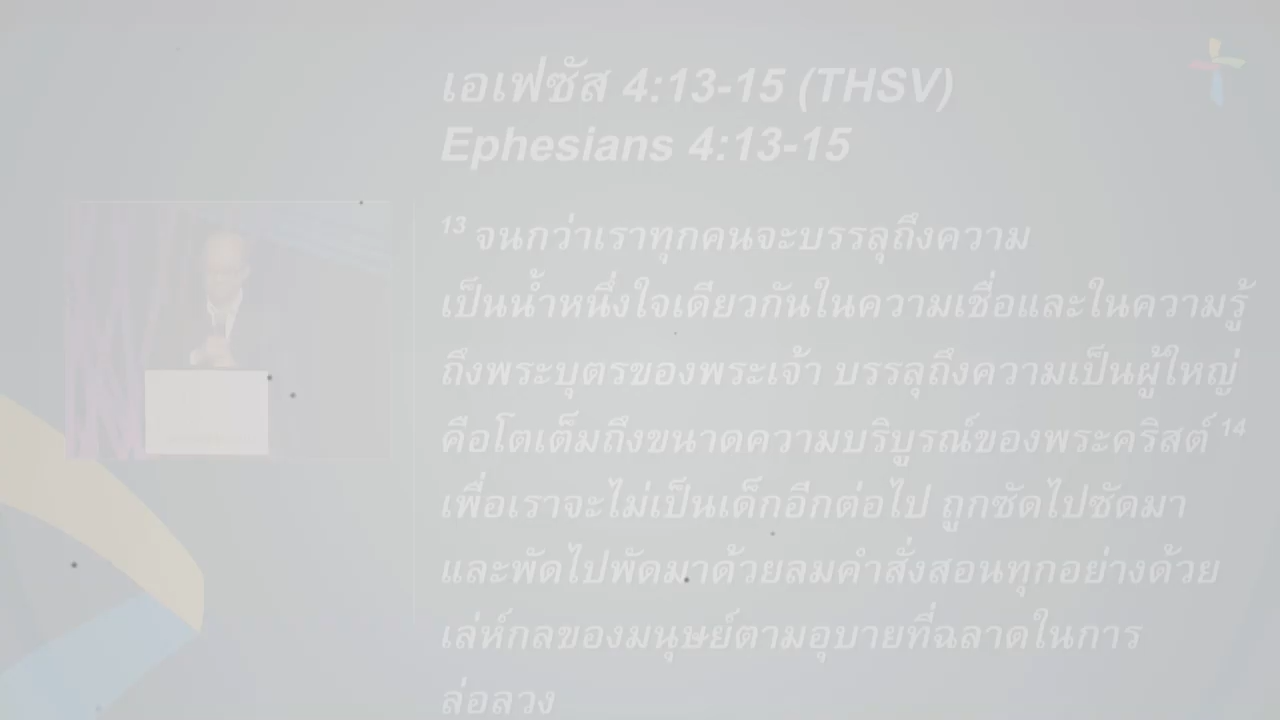 เอเฟซัส 4:13-15 (THSV)
Ephesians 4:13-15
13 จนกว่าเราทุกคนจะบรรลุถึงความ
เป็นน้ำหนึ่งใจเดียวกันในความเชื่อและในความรู้
ถึงพระบุตรของพระเจ้า บรรลุถึงความเป็นผู้ใหญ่
คือโตเต็มถึงขนาดความบริบูรณ์ของพระคริสต์ 14
เพื่อเราจะไม่เป็นเด็กอีกต่อไป ถูกซัดไปซัดมา
และพัดไปพัดมาด้วยลมคำสั่งสอนทุกอย่างด้วย
เล่ห์กลของมนุษย์ตามอุบายที่ฉลาดในการ
ล่อลวง